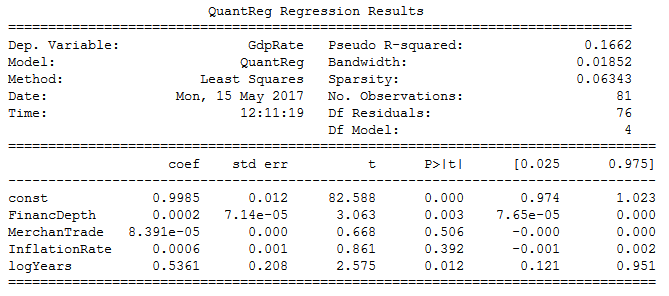 QuantReg Regression Results
==============================================================================
Dep. Variable: GdpRate Pseudo R-squared: 0.1662
Model: QuantReg Bandwidth: 0.01852
Method: Least Squares Sparsity: 0.06343
Date: Mon, 15 May 2017 No. Observations: 81
Time: 12:11:19 Df Residuals: 76
Df Model: 4
=================================================================================
coef std err t P>|t| [0.025 0.975]
---------------------------------------------------------------------------------
const 0.9985 0.012 82.588 0.000 0.974 1.023
FinancDepth 0.0002 7.14e-05 3.063 0.003 7.65e-05 0.000
MerchanTrade 8.391e-05 0.000 0.668 0.506 -0.000 0.000
InflationRate 0.0006 0.001 0.861 0.392 -0.001 0.002
logYears 0.5361 0.208 2.575 0.012 0.121 0.951
=================================================================================